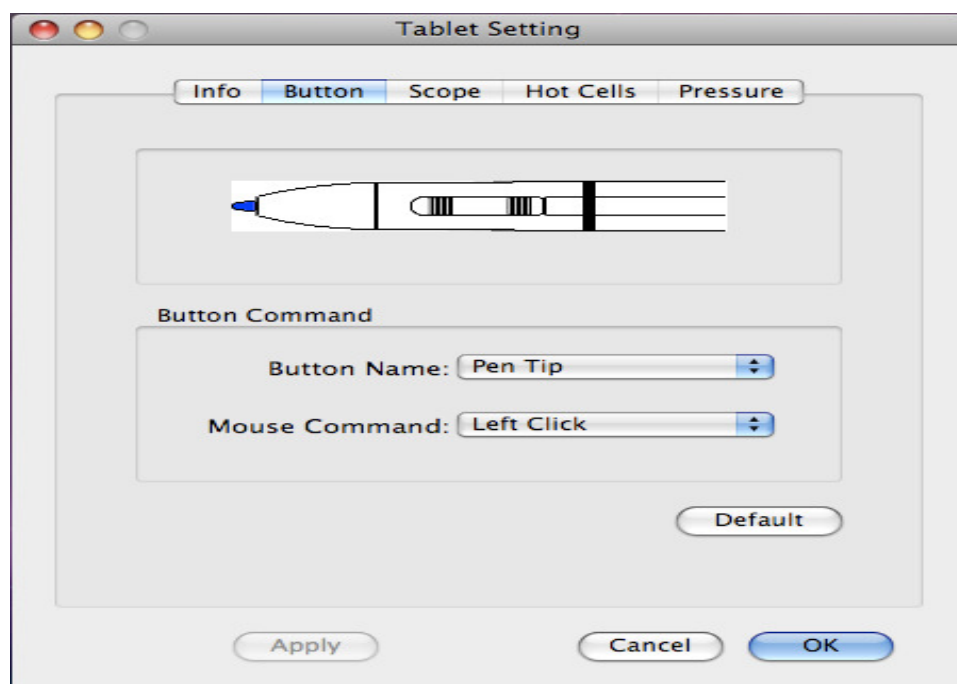 Tablet Setting
Info Button Scope Hot Cells Pressure
Button Command
Button Name: Pen Tip
Mouse Command: Left Click
Default
Apply Cancel OK